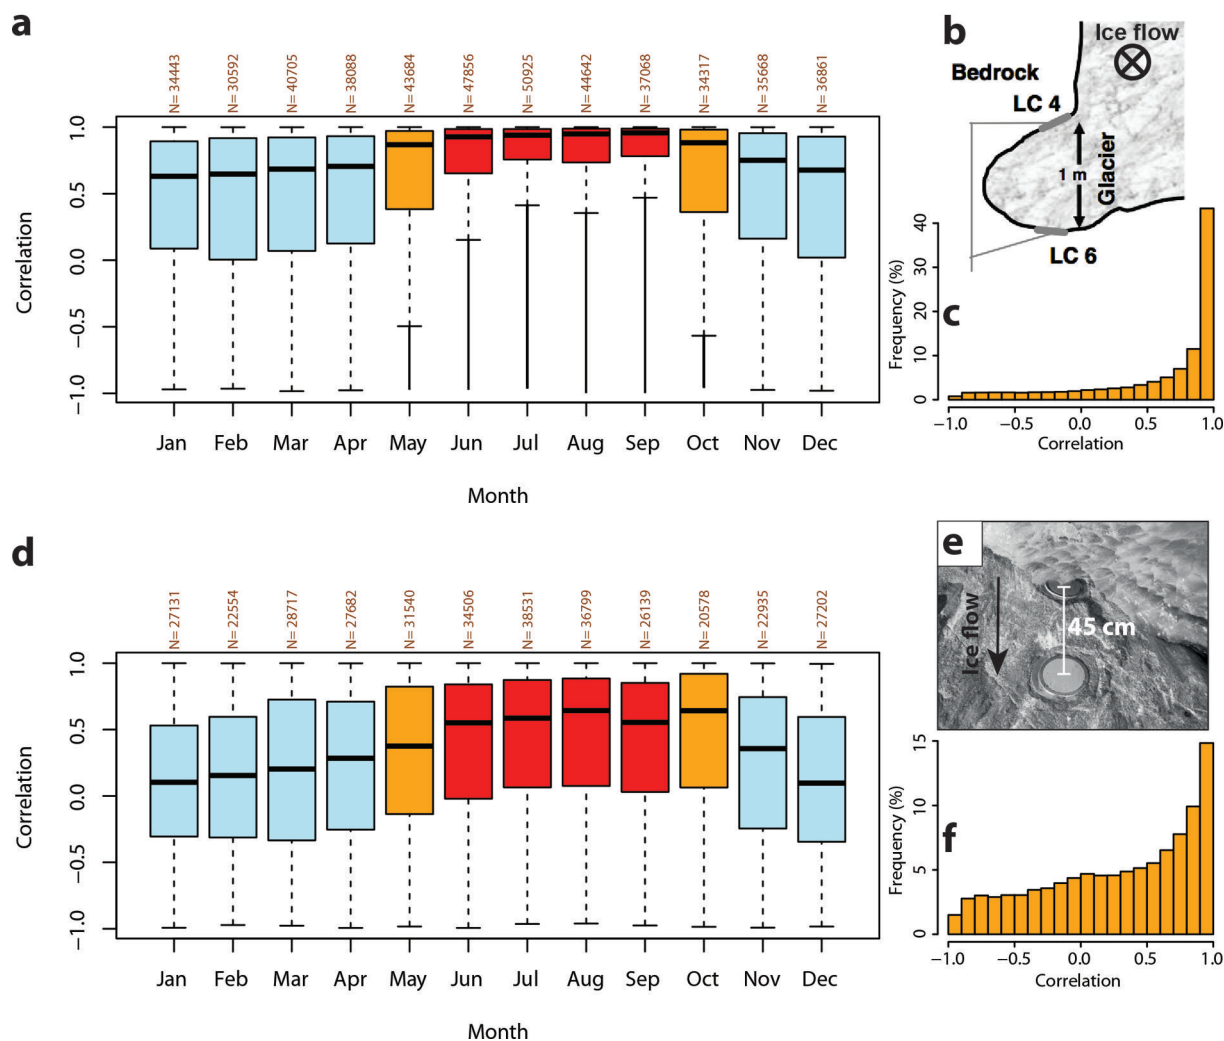 a
N= 34443
N= 30592
N= 40705
N= 38088
N= 43684
N= 47856
N= 50925
N= 44642
N= 37068
N= 34317
N= 35668
N= 36861
Correlation
1.0
0.5
0.0
−0.5
−1.0
Jan Feb Mar Apr May Jun Jul Aug Sep Oct Nov Dec
Month
b
Ice flow
Bedrock
LC 4
1 m
Glacier
LC 6
c
Frequency (%)
40
30
20
10
0
−1.0 −0.5 0.0 0.5 1.0
Correlation
d
N= 27131
N= 22554
N= 28717
N= 27682
N= 31540
N= 34506
N= 38531
N= 36799
N= 26139
N= 20578
N= 22935
N= 27202
Correlation
1.0
0.5
0.0
−0.5
−1.0
Jan Feb Mar Apr May Jun Jul Aug Sep Oct Nov Dec
Month
e
Ice flow
45 cm
f
Frequency (%)
15
10
5
0
−1.0 −0.5 0.0 0.5 1.0
Correlation